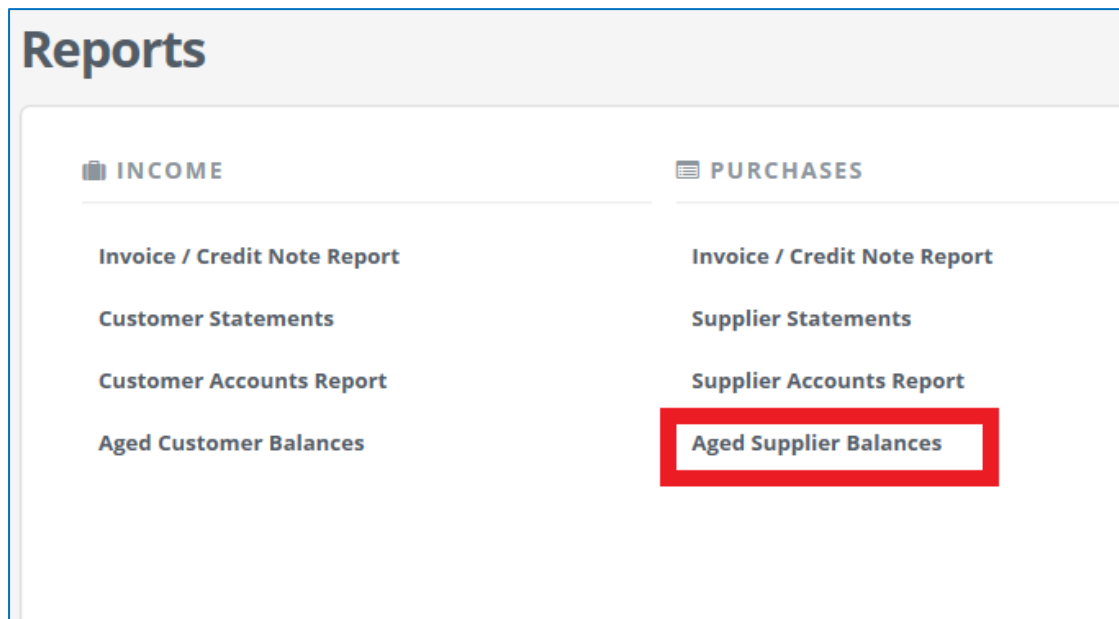 Reports
INCOME
Invoice / Credit Note Report
Customer Statements
Customer Accounts Report
Aged Customer Balances
PURCHASES
Invoice / Credit Note Report
Supplier Statements
Supplier Accounts Report
Aged Supplier Balances